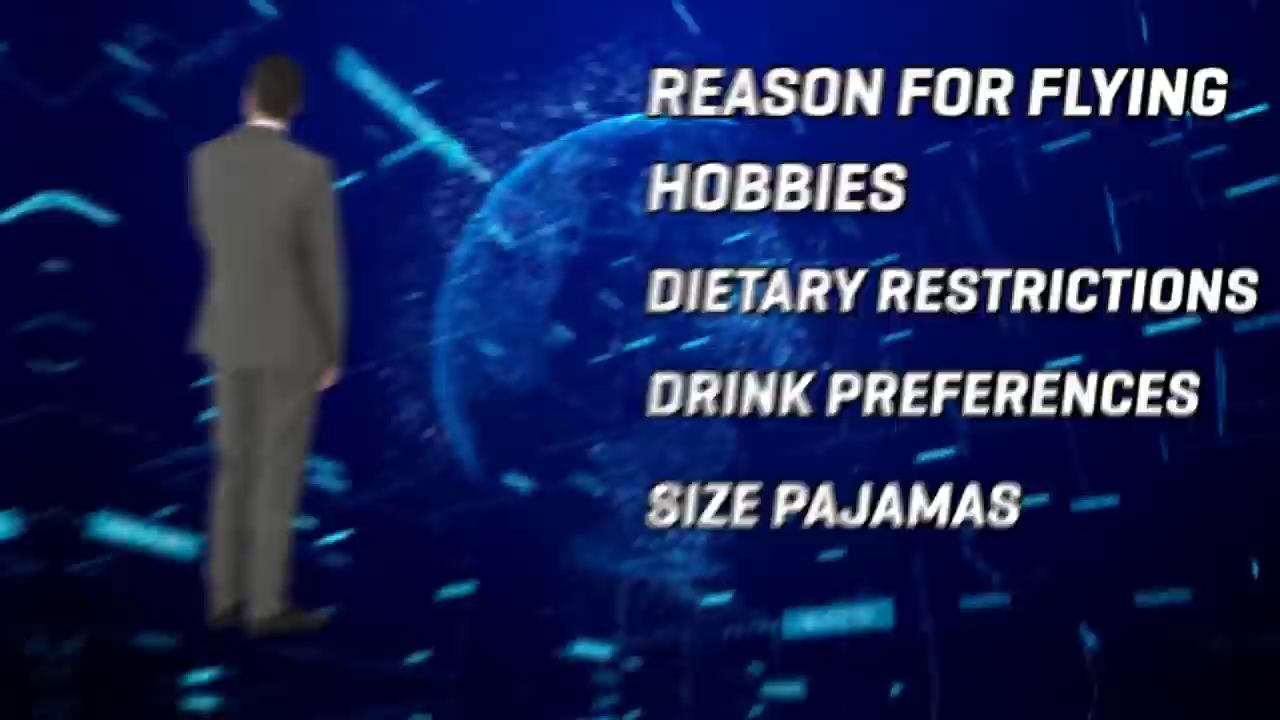 REASON FOR FLYING
HOBBIES
DIETARY RESTRICTIONS
DRINK PREFERENCES
SIZE PAJAMAS